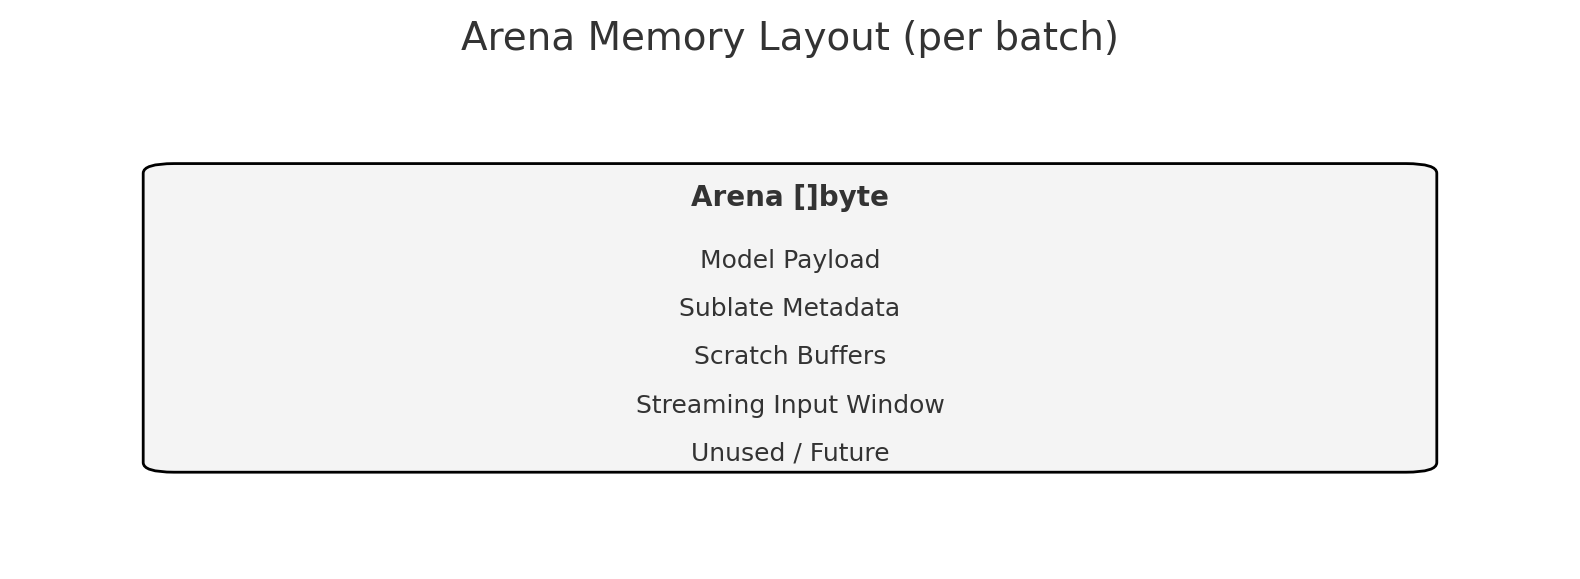 Arena Memory Layout (per batch)
Arena []byte
Model Payload
Sublate Metadata
Scratch Buffers
Streaming Input Window
Unused / Future